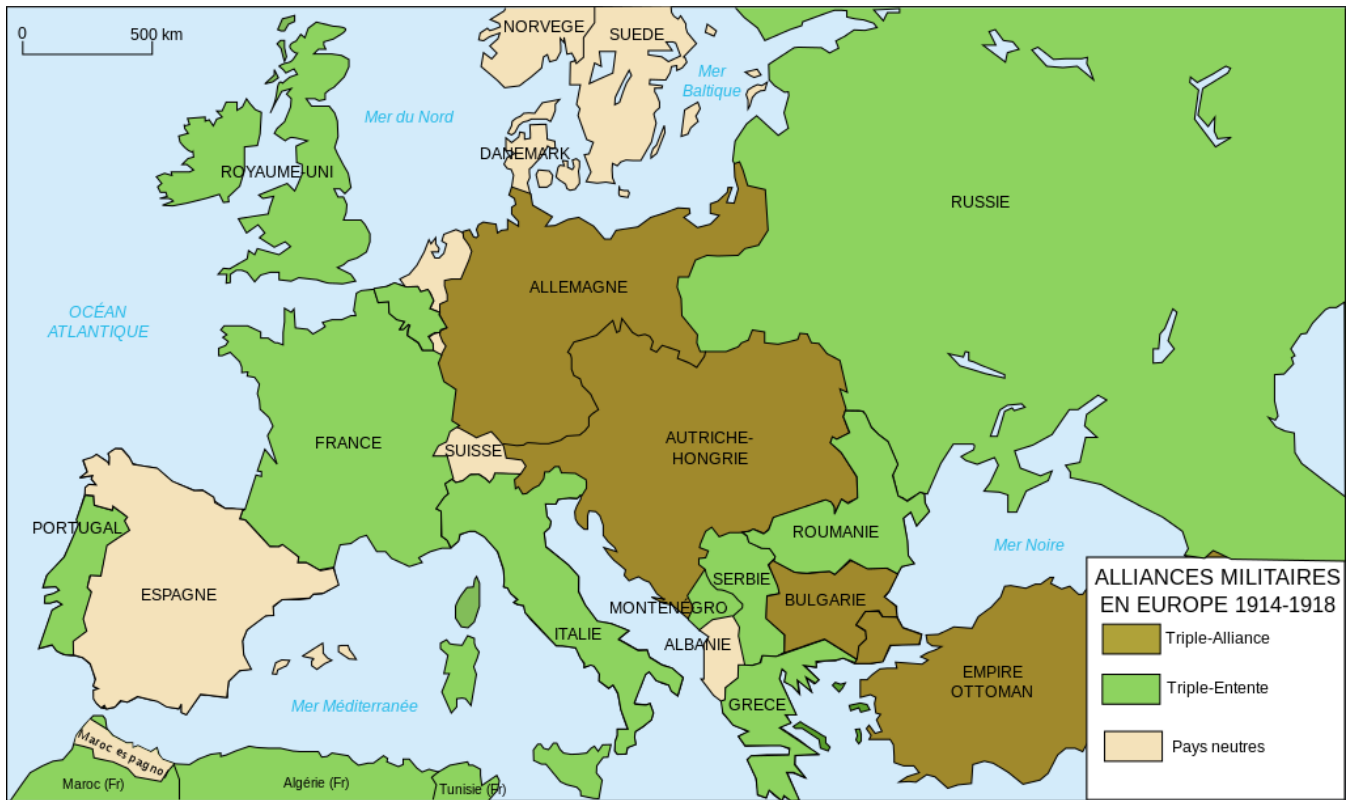 0 500 km
NORVEGE
SUEDE
Mer
Baltique
Mer du Nord
DANEMARK
ROYAUME-UNI
RUSSIE
ALLEMAGNE
OCÉAN
ATLANTIQUE
FRANCE
SUISSE
AUTRICHE-
HONGRIE
PORTUGAL
ROUMANIE
Mer Noire
ESPAGNE
SERBIE
BULGARIE
MONTENEGRO
ITALIE
ALBANIE
EMPIRE
OTTOMAN
GRECE
Mer Méditerranée
Maroc espagno
Maroc (Fr)
Algérie (Fr)
Tunisie (Fr)
ALLIANCES MILITAIRES
EN EUROPE 1914-1918
Triple-Alliance
Triple-Entente
Pays neutres